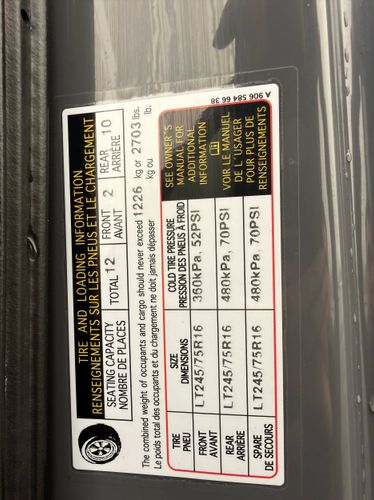 TIRE AND LOADING INFORMATION
RENSEIGNEMENTS SUR LES PNEUS ET LE CHARGEMENT
SEATING CAPACITY
NOMBRE DE PLACES
TOTAL 12
FRONT
AVANT
2
REAR
ARRIÈRE
10
The combined weight of occupants and cargo should never exceed 1226 kg or 2703 lbs.
Le poids total des occupants et du chargement ne doit jamais dépasser kg ou lb.
TIRE
PNEU
SIZE
DIMENSIONS
COLD TIRE PRESSURE
PRESSION DES PNEUS À FROID
FRONT
AVANT
LT245/75R16
360kPa, 52PSI
REAR
ARRIÈRE
LT245/75R16
480kPa, 70PSI
SPARE
DE SECOURS
LT245/75R16
480kPa, 70PSI
SEE OWNER'S
MANUAL FOR
ADDITIONAL
INFORMATION
VOIR LE MANUEL
DE L'USAGER
POUR PLUS DE
RENSEIGNEMENTS
A 906 584 66 38